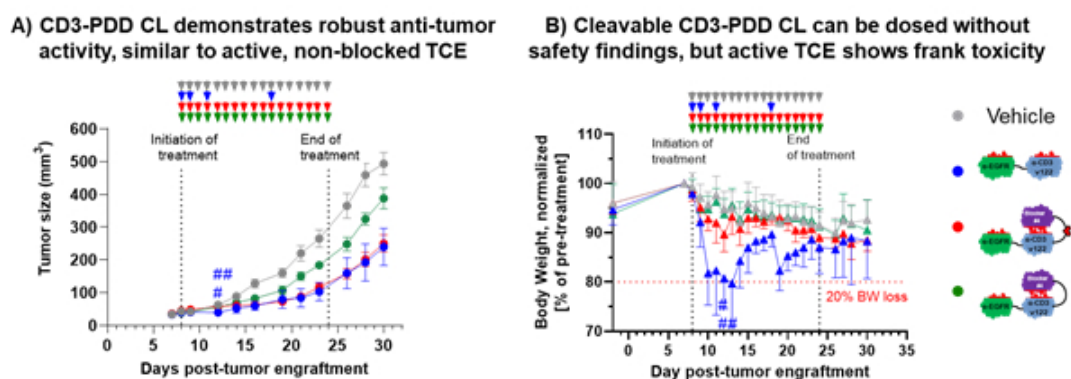 A) CD3-PDD CL demonstrates robust anti-tumor
activity, similar to active, non-blocked TCE
Initiation of
treatment
End of
treatment
Tumor size (mm³)
600
500
400
300
200
100
0
##
#
0
5
10
15
20
25
30
35
Days post-tumor engraftment
B) Cleavable CD3-PDD CL can be dosed without
safety findings, but active TCE shows frank toxicity
Initiation of
treatment
End
of treatment
Body Weight, normalized
[% of pre-treatment]
110
100
90
80
70
20% BW loss
#
##
0
5
10
15
20
25
30
35
Day post-tumor engraftment
Vehicle
α-EGFR
α-CD3
v122
Blocker
α-EGFR
α-CD3
v122
Blocker
α-EGFR
α-CD3
v122